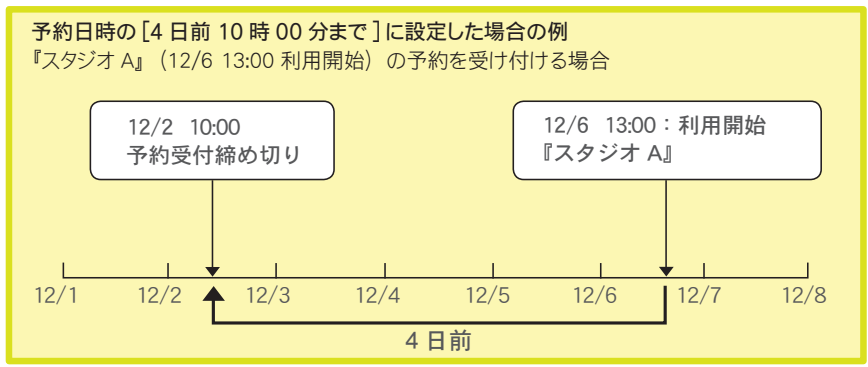 予約日時の［4 日前 10 時 00 分まで］に設定した場合の例
『スタジオ A』（12/6 13:00 利用開始）の予約を受け付ける場合
12/2 10:00
予約受付締め切り
12/6 13:00：利用開始
『スタジオ A』
12/1 12/2 12/3 12/4 12/5 12/6 12/7 12/8
4 日前